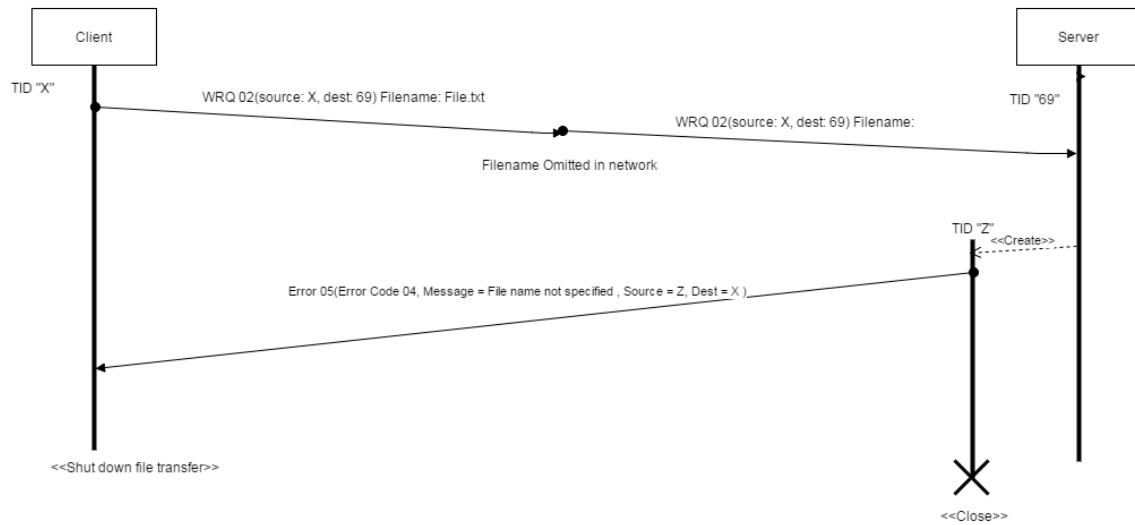 Client
Server
TID "X"
WRQ 02(source: X, dest: 69) Filename: File.txt
TID "69"
WRQ 02(source: X, dest: 69) Filename:
Filename Omitted in network
TID "Z"
<<Create>>
Error 05(Error Code 04, Message = File name not specified , Source = Z, Dest = X )
<<Shut down file transfer>>
<<Close>>